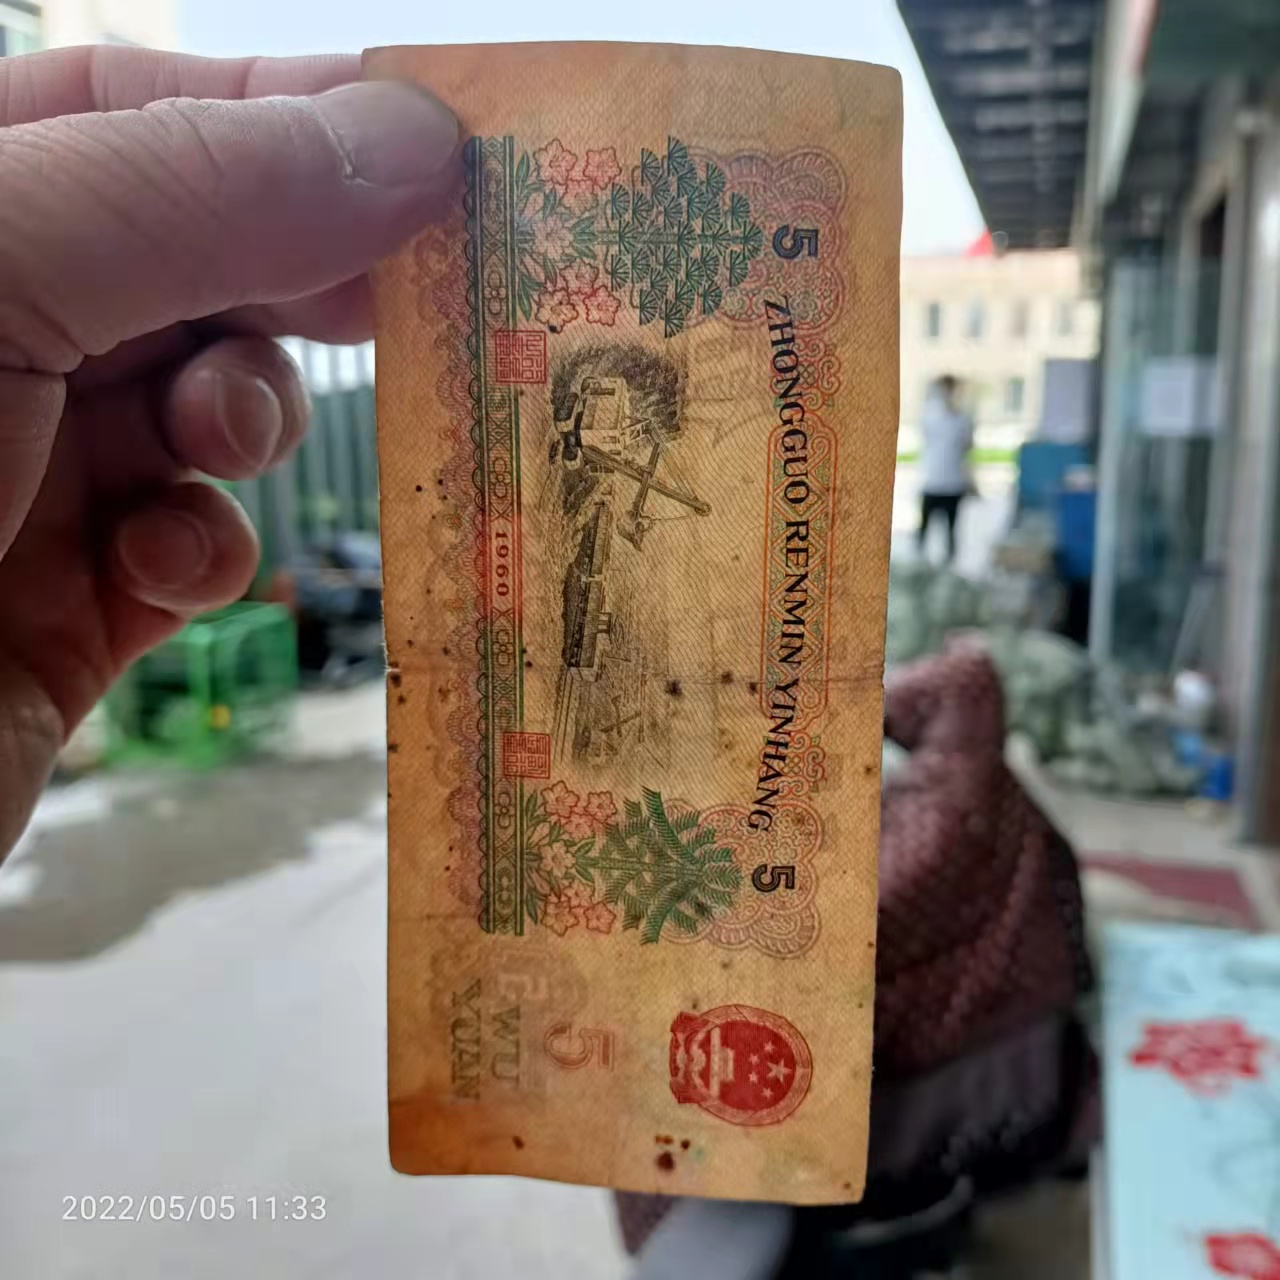 5 ZHONGGUO RENMIN YINHANG 5
1960
5
WU
YUAN
2022/05/05 11:33